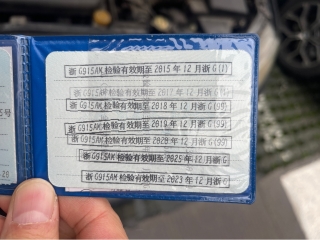 浙G915AK检验有效期至2015年12月浙G(1)
浙G915AK检验有效期至2017年12月浙G
浙G915AK检验有效期至2018年12月浙G(99)
浙G915AK检验有效期至2019年12月浙G(99)
浙G915AK检验有效期至2020年12月浙G(99)
浙G915AK检验有效期至2025年12月浙G
浙G915AK检验有效期至2023年12月浙G
号
-28